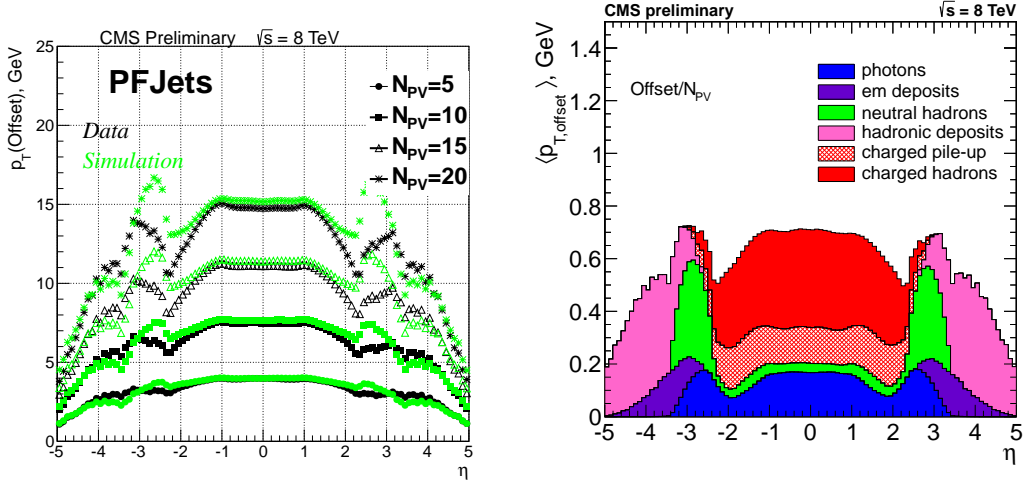 CMS Preliminary √s = 8 TeV
PFJets
Data
Simulation
N_PV=5
N_PV=10
N_PV=15
N_PV=20
p_T(Offset), GeV
25
20
15
10
5
0
-5 -4 -3 -2 -1 0 1 2 3 4 5
η
CMS preliminary √s = 8 TeV
Offset/N_PV
photons
em deposits
neutral hadrons
hadronic deposits
charged pile-up
charged hadrons
⟨p_T,offset⟩, GeV
1.4
1.2
1
0.8
0.6
0.4
0.2
0
-5 -4 -3 -2 -1 0 1 2 3 4 5
η